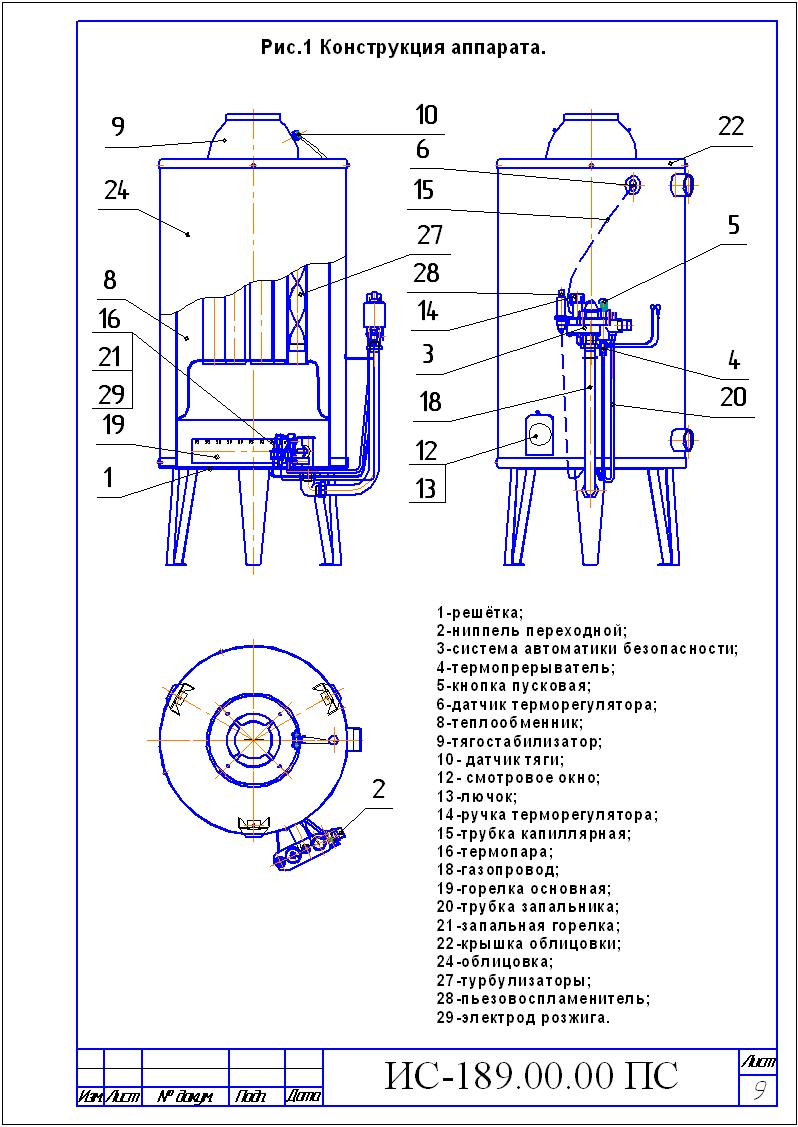 Рис.1 Конструкция аппарата.
9
10
6
22
24
15
5
27
8
28
16
14
21
3
4
29
18
20
19
12
1
13
2
1-решётка;
2-ниппель переходной;
3-система автоматики безопасности;
4-термопрерыватель;
5-кнопка пусковая;
6-датчик терморегулятора;
8-теплообменник;
9-тягостабилизатор;
10- датчик тяги;
12- смотровое окно;
13-лючок;
14-ручка терморегулятора;
15-трубка капиллярная;
16-термопара;
18-газопровод;
19-горелка основная;
20-трубка запальника;
21-запальная горелка;
22-крышка облицовки;
24-облицовка;
27-турбулизаторы;
28-пьезовоспламенитель;
29-электрод розжига.
ИС-189.00.00 ПС
Лист
9
Изм Лист № докум. Подп. Дата